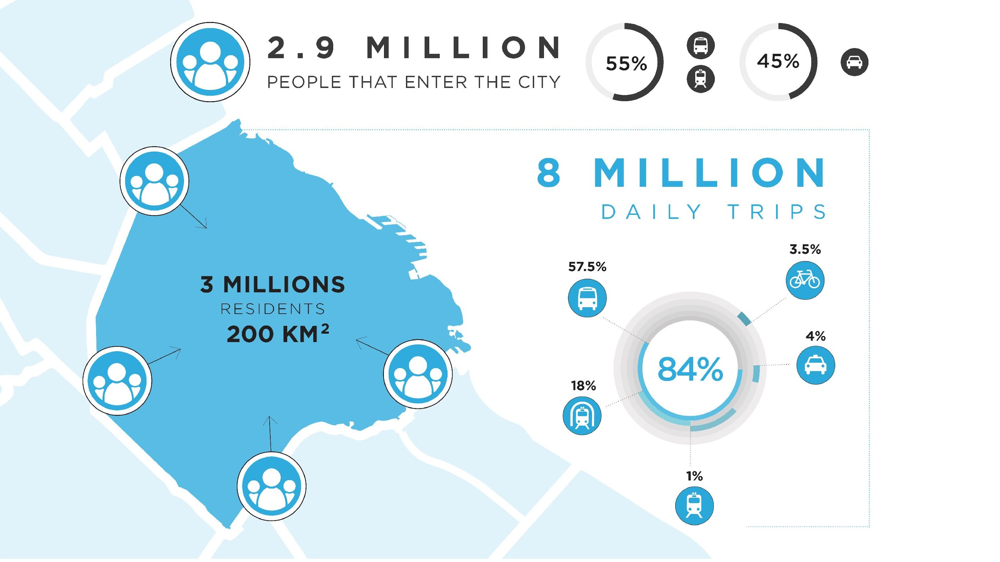 2.9 MILLION
PEOPLE THAT ENTER THE CITY
55%
45%
8 MILLION
DAILY TRIPS
3 MILLIONS
RESIDENTS
200 KM²
57.5%
3.5%
4%
84%
18%
1%